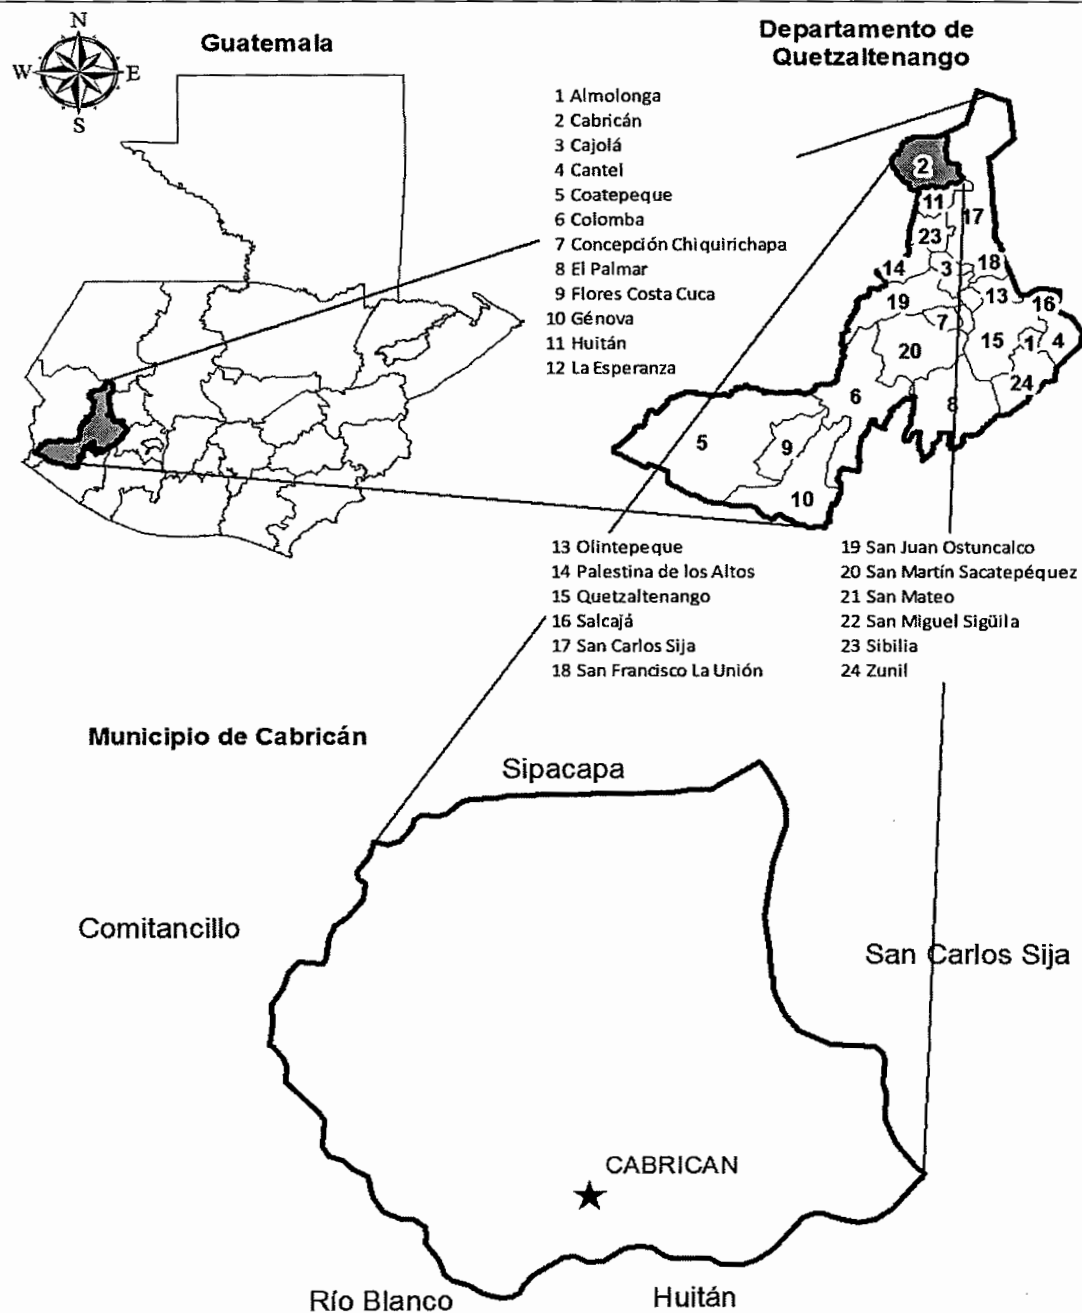 N
W E
S
Guatemala
Departamento de
Quetzaltenango
1 Almolonga
2 Cabricán
3 Cajolá
4 Cantel
5 Coatepeque
6 Colomba
7 Concepción Chiquirichapa
8 El Palmar
9 Flores Costa Cuca
10 Génova
11 Huitán
12 La Esperanza
2
11
17
23
14
3
18
19
13
16
7
15
1
4
20
24
6
8
5
9
10
13 Olintepeque
14 Palestina de los Altos
15 Quetzaltenango
16 Salcajá
17 San Carlos Sija
18 San Francisco La Unión
19 San Juan Ostuncalco
20 San Martín Sacatepéquez
21 San Mateo
22 San Miguel Sigüila
23 Sibilia
24 Zunil
Municipio de Cabricán
Sipacapa
Comitancillo
San Carlos Sija
CABRICAN
Río Blanco
Huitán